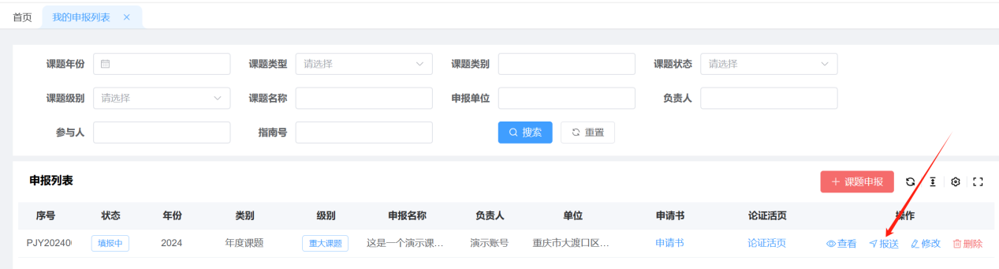 首页 我的申报列表 ×
课题年份 课题类型 请选择 课题类别 课题状态 请选择
课题级别 请选择 课题名称 申报单位 负责人
参与人 指南号 搜索 重置
申报列表 + 课题申报
序号 状态 年份 类别 级别 申报名称 负责人 单位 申请书 论证活页 操作
PJY20240 填报中 2024 年度课题 重大课题 这是一个演示课... 演示账号 重庆市大渡口区... 申请书 论证活页 查看 报送 修改 删除